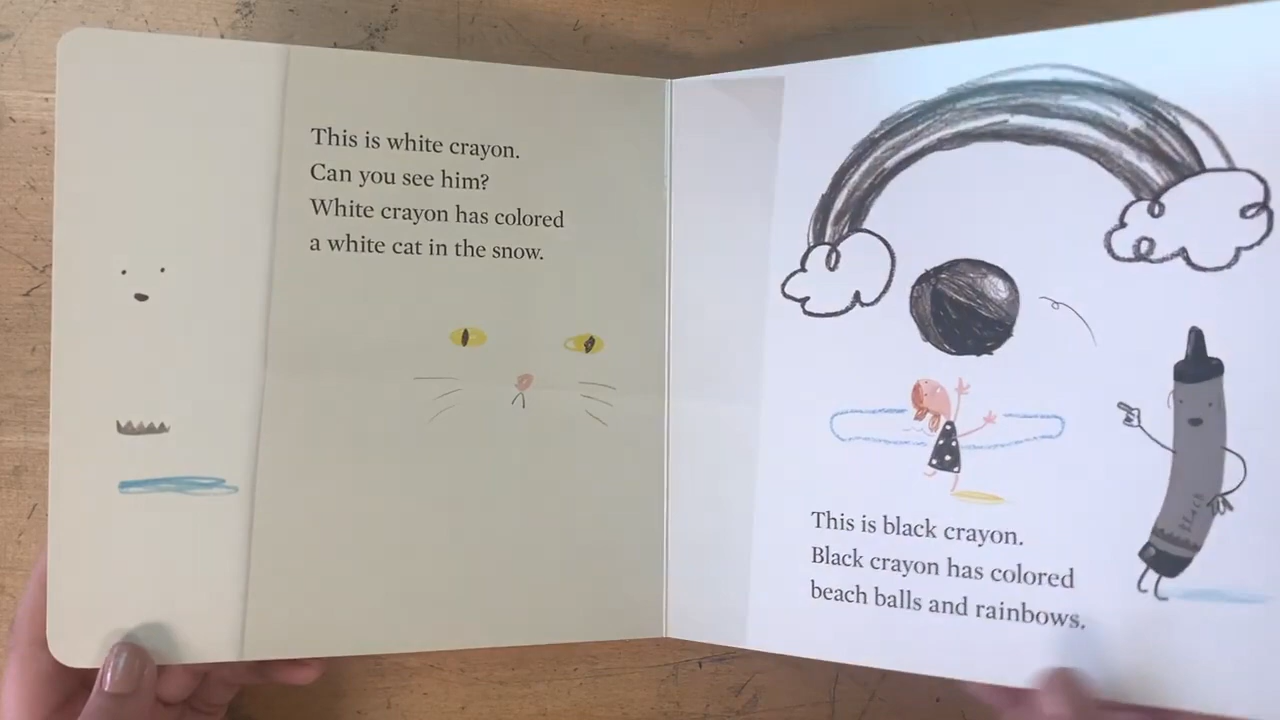 This is white crayon.
Can you see him?
White crayon has colored
a white cat in the snow.
This is black crayon.
Black crayon has colored
beach balls and rainbows.
BLACK